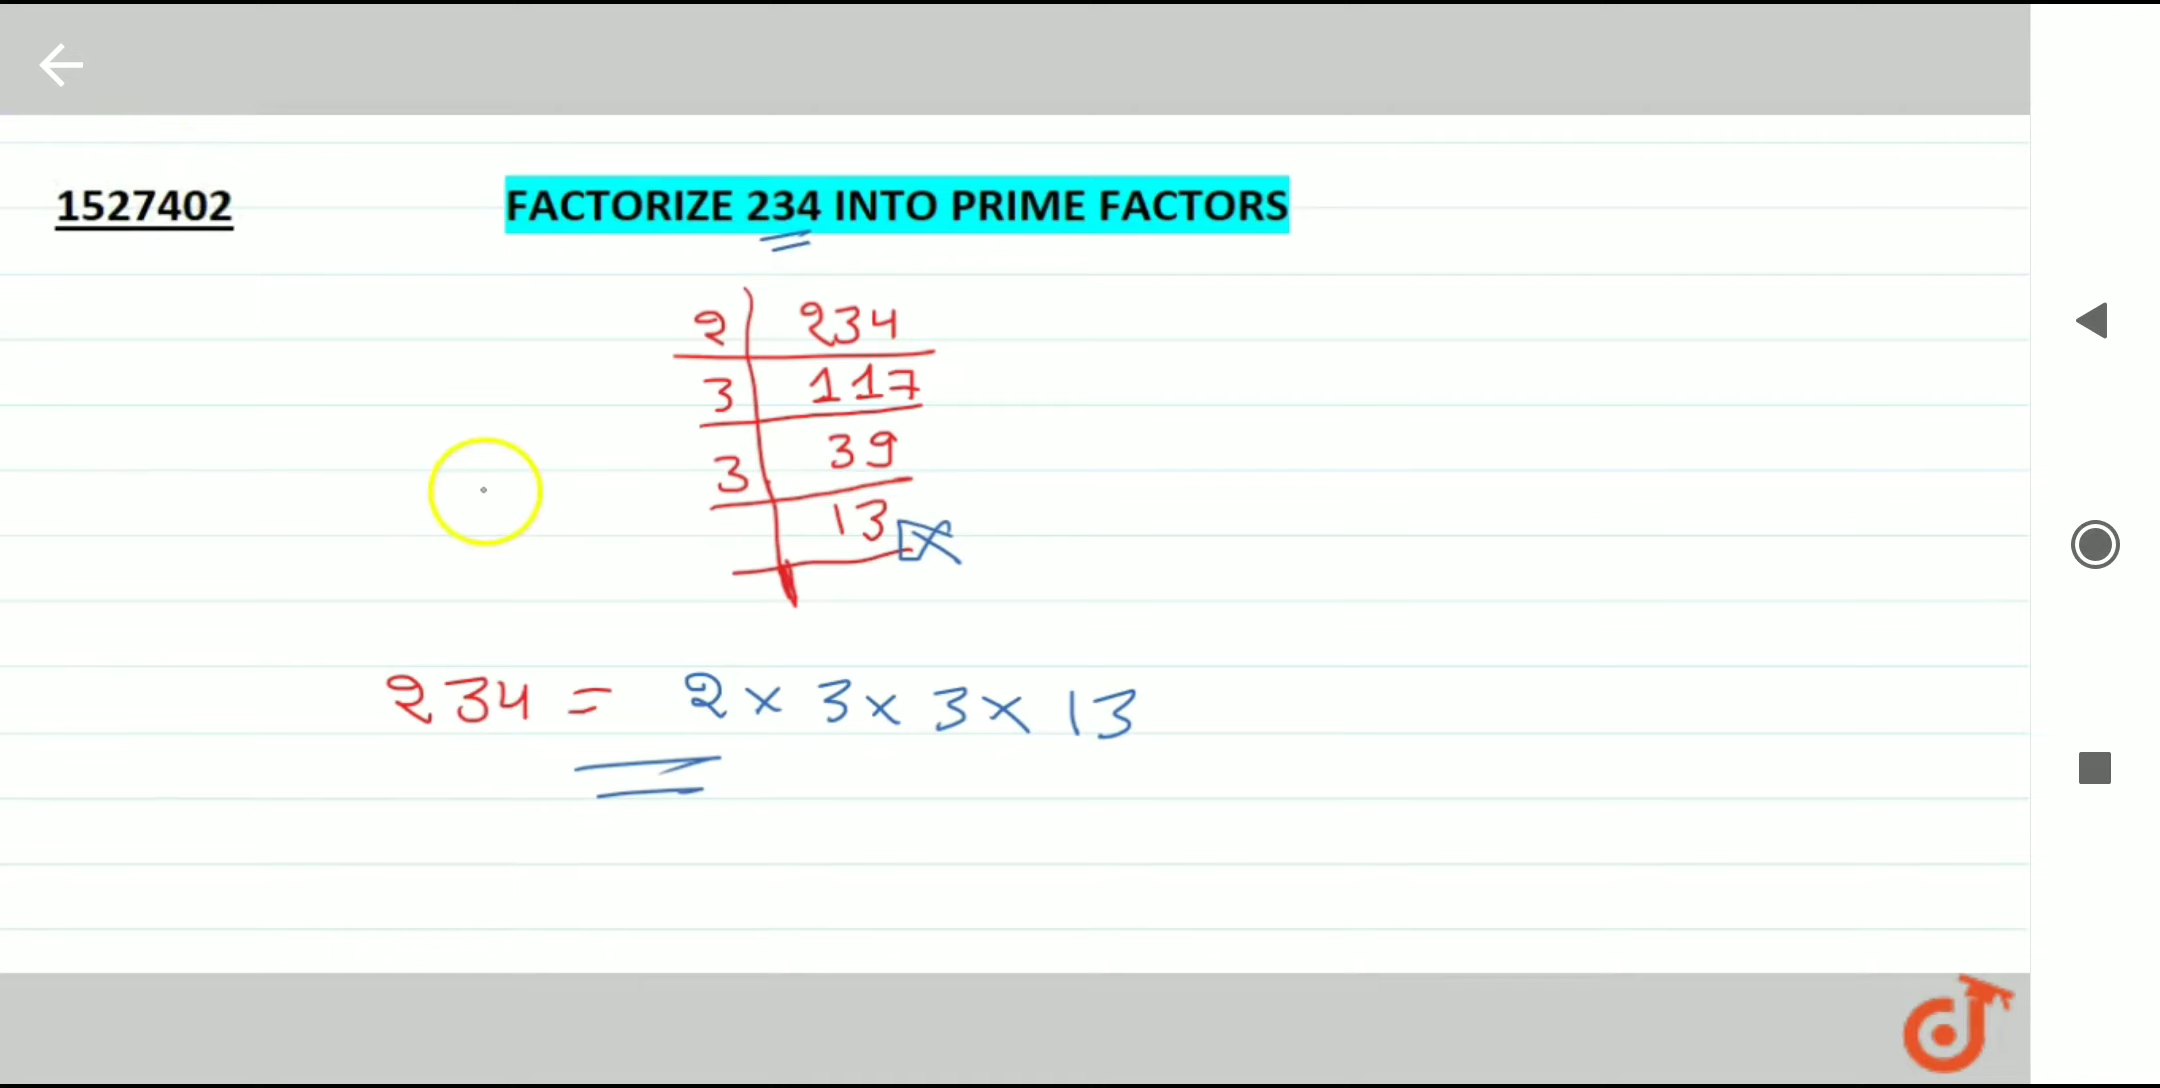 1527402 FACTORIZE 234 INTO PRIME FACTORS
2 | 234
3 | 117
3 | 39
13
234 = 2 × 3 × 3 × 13